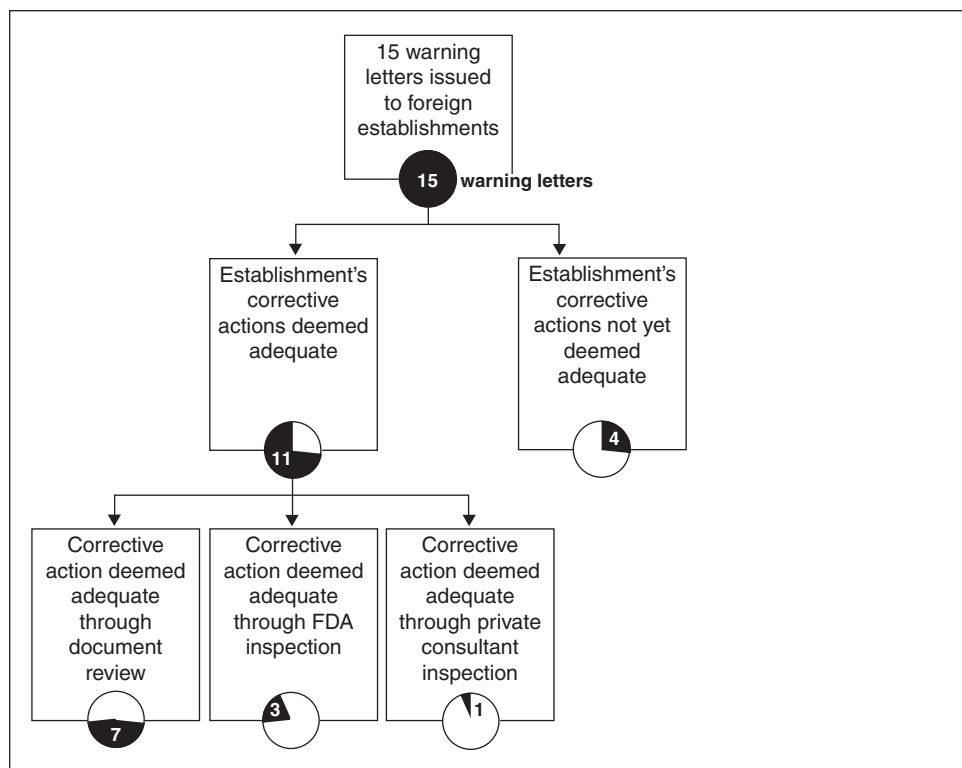 15 warning
letters issued
to foreign
establishments
15 warning letters
Establishment’s
corrective
actions deemed
adequate
11
Establishment’s
corrective
actions not yet
deemed
adequate
4
Corrective
action deemed
adequate
through
document
review
7
Corrective
action deemed
adequate
through FDA
inspection
3
Corrective
action deemed
adequate
through private
consultant
inspection
1